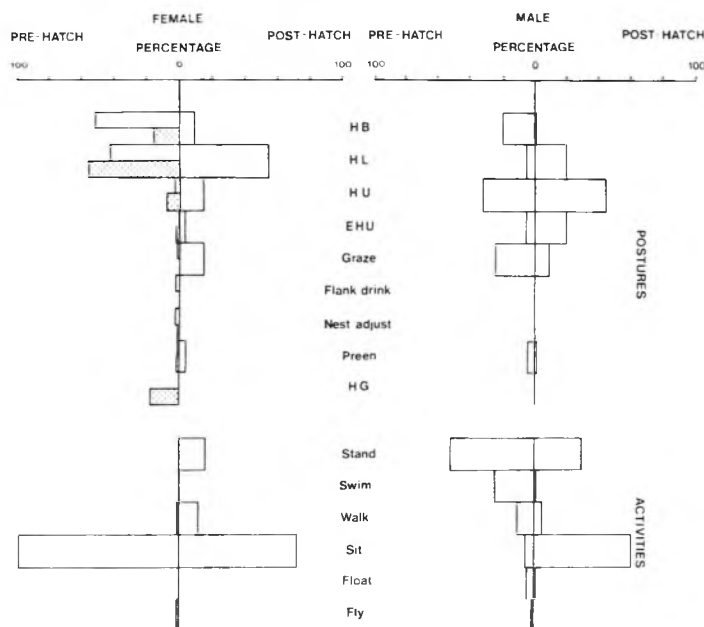 FEMALE MALE
PRE-HATCH POST-HATCH PRE-HATCH POST-HATCH
PERCENTAGE PERCENTAGE
100 0 100 100 0 100
HB
HL
HU
EHU
Graze
Flank drink
Nest adjust
Preen
HG
POSTURES
Stand
Swim
Walk
Sit
Float
Fly
ACTIVITIES